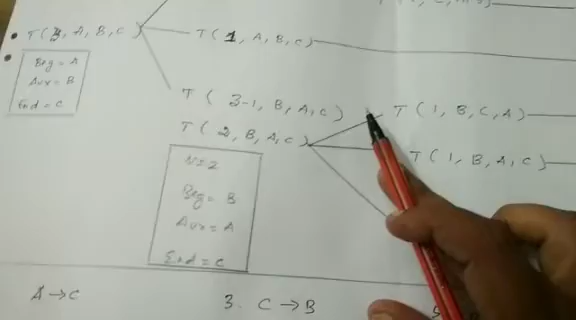 T(3, A, B, C)
Beg = A
Aux = B
End = C
T(1, A, B, C)
T( 3-1, B, A, C)
T( 2, B, A, C)
N=2
Beg = B
Aux = A
End = C
T(1, B, C, A)
T(1, B, A, C)
A→C
3. C→B